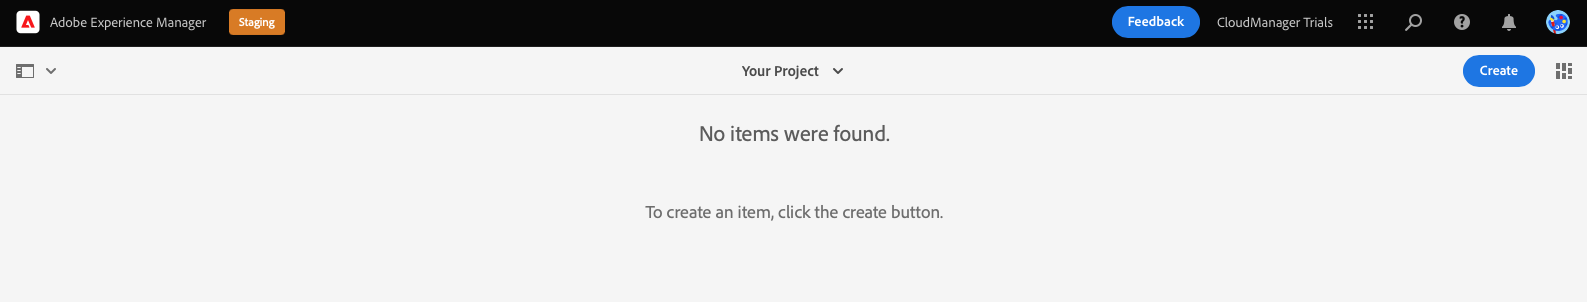 Adobe Experience Manager Staging Feedback CloudManager Trials
Your Project Create
No items were found.
To create an item, click the create button.